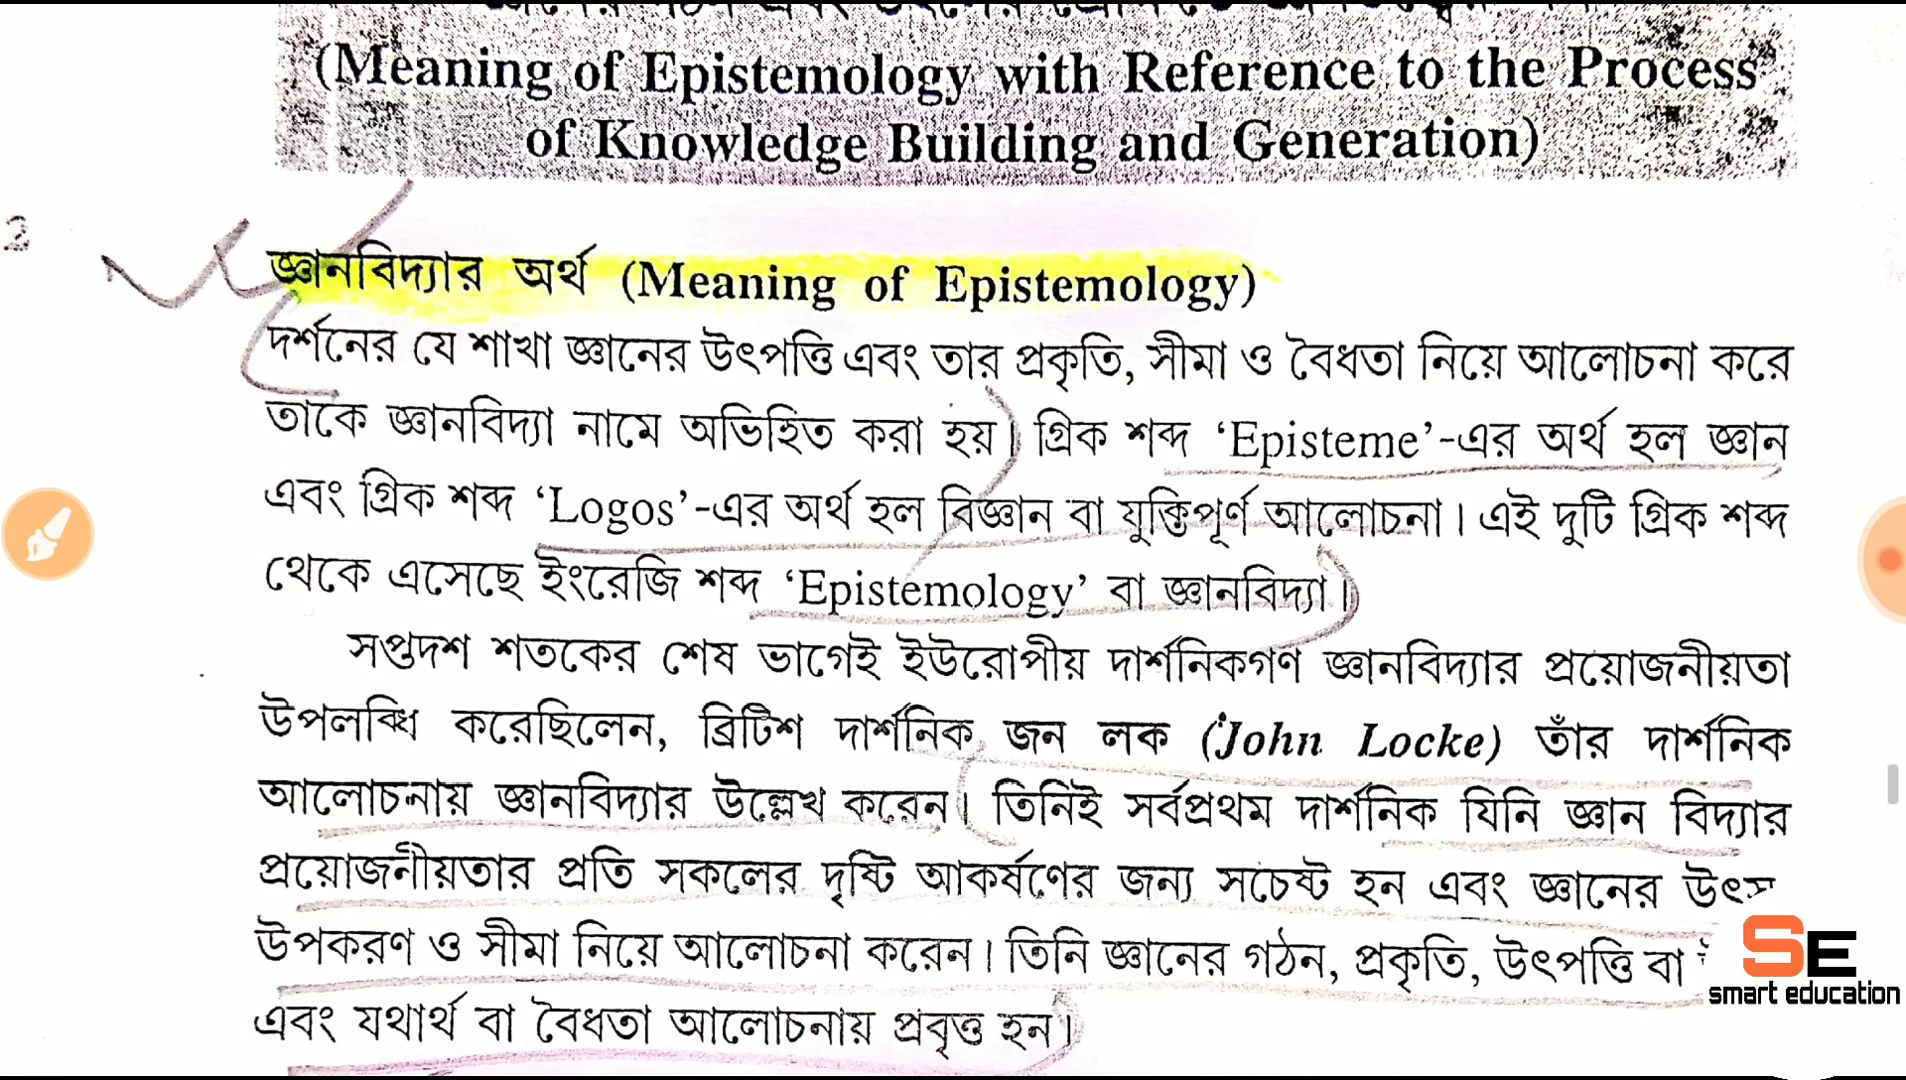 (Meaning of Epistemology with Reference to the Process
of Knowledge Building and Generation)
2
জ্ঞানবিদ্যার অর্থ (Meaning of Epistemology)
দর্শনের যে শাখা জ্ঞানের উৎপত্তি এবং তার প্রকৃতি, সীমা ও বৈধতা নিয়ে আলোচনা করে
তাকে জ্ঞানবিদ্যা নামে অভিহিত করা হয়। গ্রিক শব্দ ‘Episteme’-এর অর্থ হল জ্ঞান
এবং গ্রিক শব্দ ‘Logos’-এর অর্থ হল বিজ্ঞান বা যুক্তিপূর্ণ আলোচনা। এই দুটি গ্রিক শব্দ
থেকে এসেছে ইংরেজি শব্দ ‘Epistemology’ বা জ্ঞানবিদ্যা।
সপ্তদশ শতকের শেষ ভাগেই ইউরোপীয় দার্শনিকগণ জ্ঞানবিদ্যার প্রয়োজনীয়তা
উপলব্ধি করেছিলেন, ব্রিটিশ দার্শনিক জন লক (John Locke) তাঁর দার্শনিক
আলোচনায় জ্ঞানবিদ্যার উল্লেখ করেন। তিনিই সর্বপ্রথম দার্শনিক যিনি জ্ঞান বিদ্যার
প্রয়োজনীয়তার প্রতি সকলের দৃষ্টি আকর্ষণের জন্য সচেষ্ট হন এবং জ্ঞানের উৎস
উপকরণ ও সীমা নিয়ে আলোচনা করেন। তিনি জ্ঞানের গঠন, প্রকৃতি, উৎপত্তি বা
এবং যথার্থ বা বৈধতা আলোচনায় প্রবৃত্ত হন।
SE
smart education